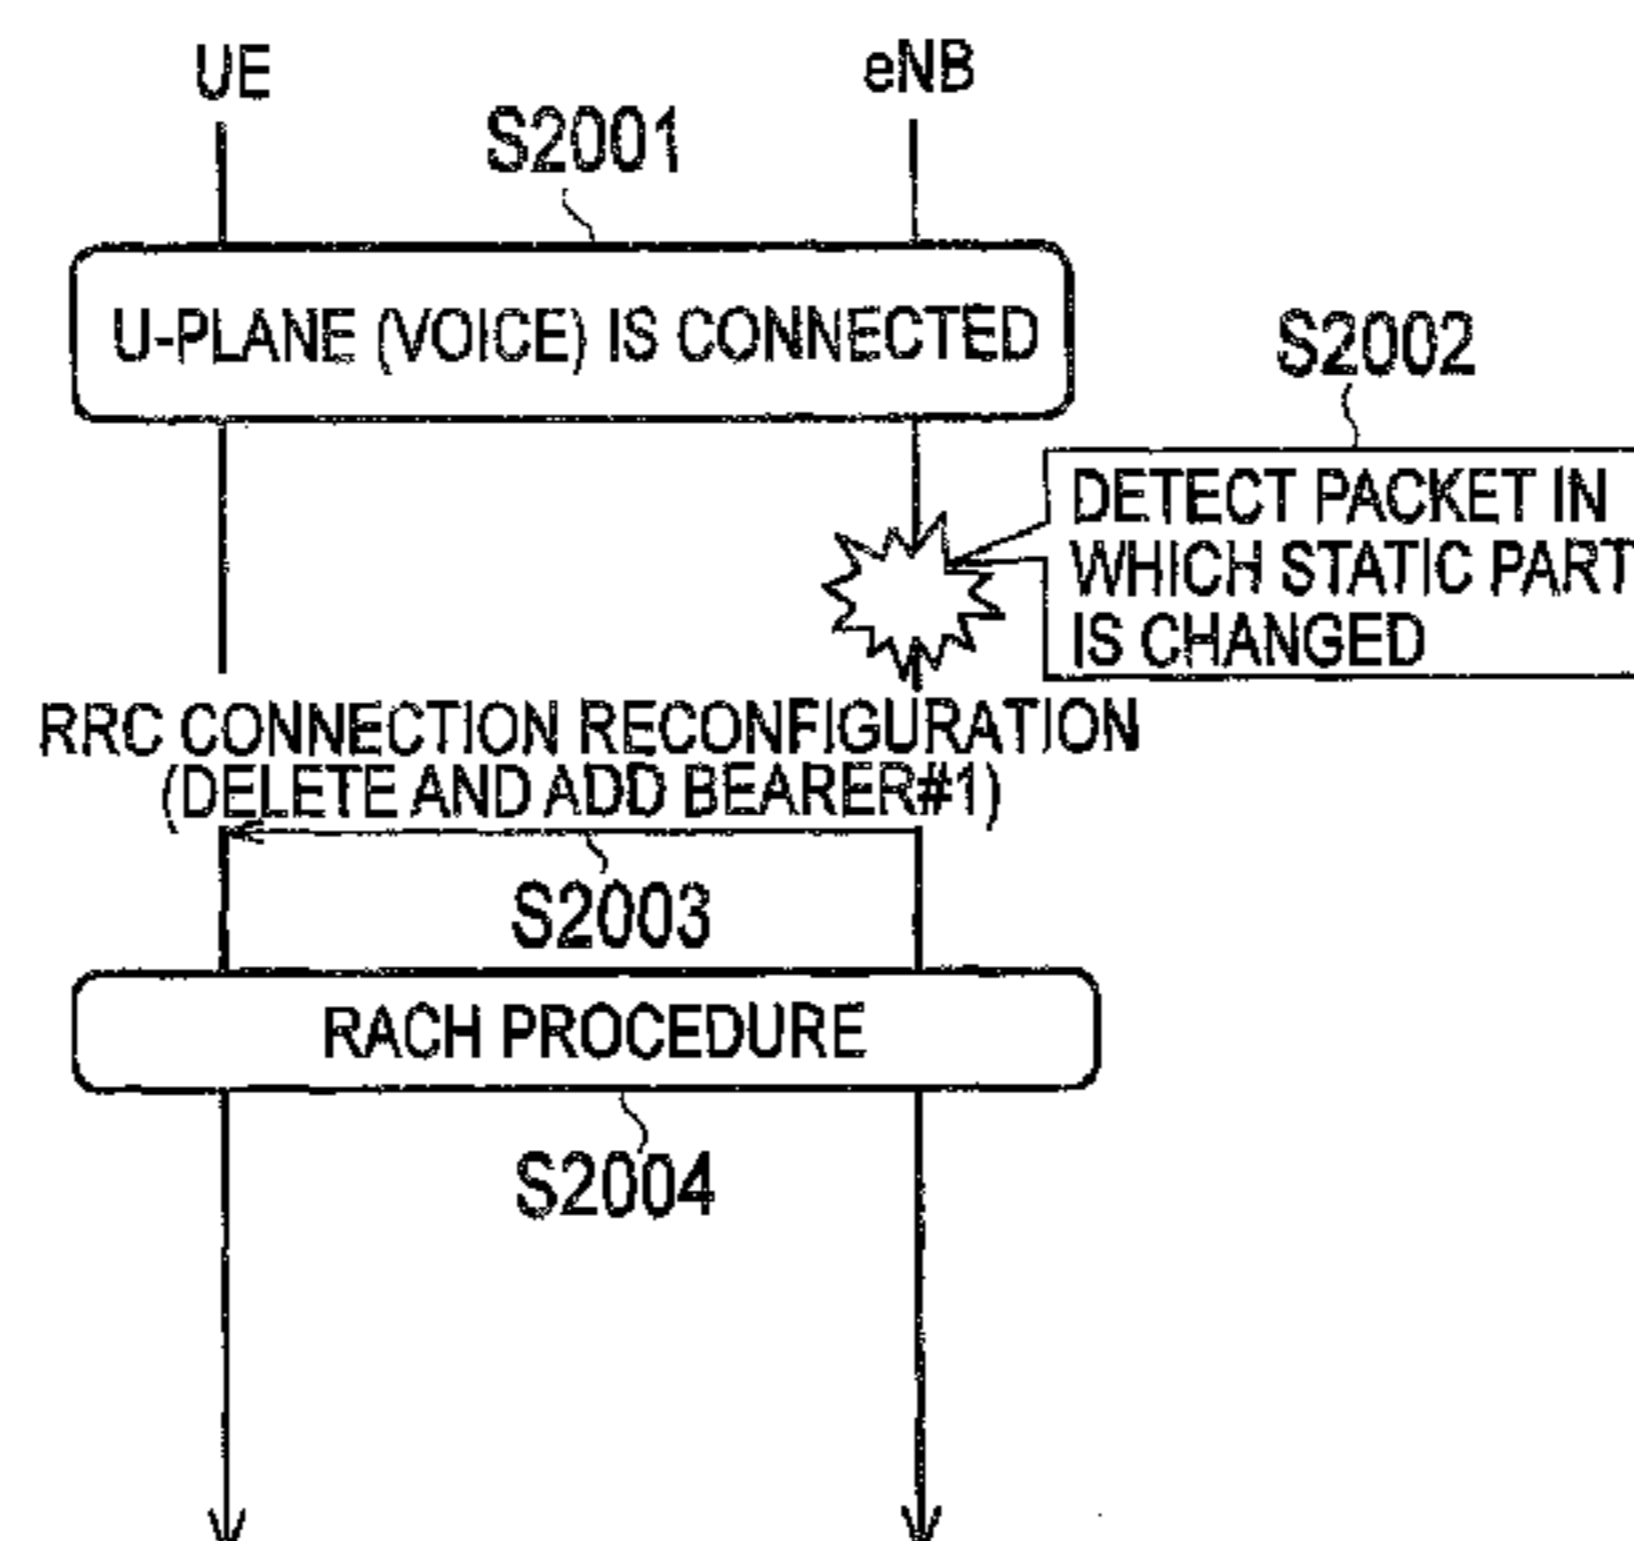 UE
eNB
S2001
U-PLANE (VOICE) IS CONNECTED
S2002
DETECT PACKET IN
WHICH STATIC PART
IS CHANGED
RRC CONNECTION RECONFIGURATION
(DELETE AND ADD BEARER#1)
S2003
RACH PROCEDURE
S2004